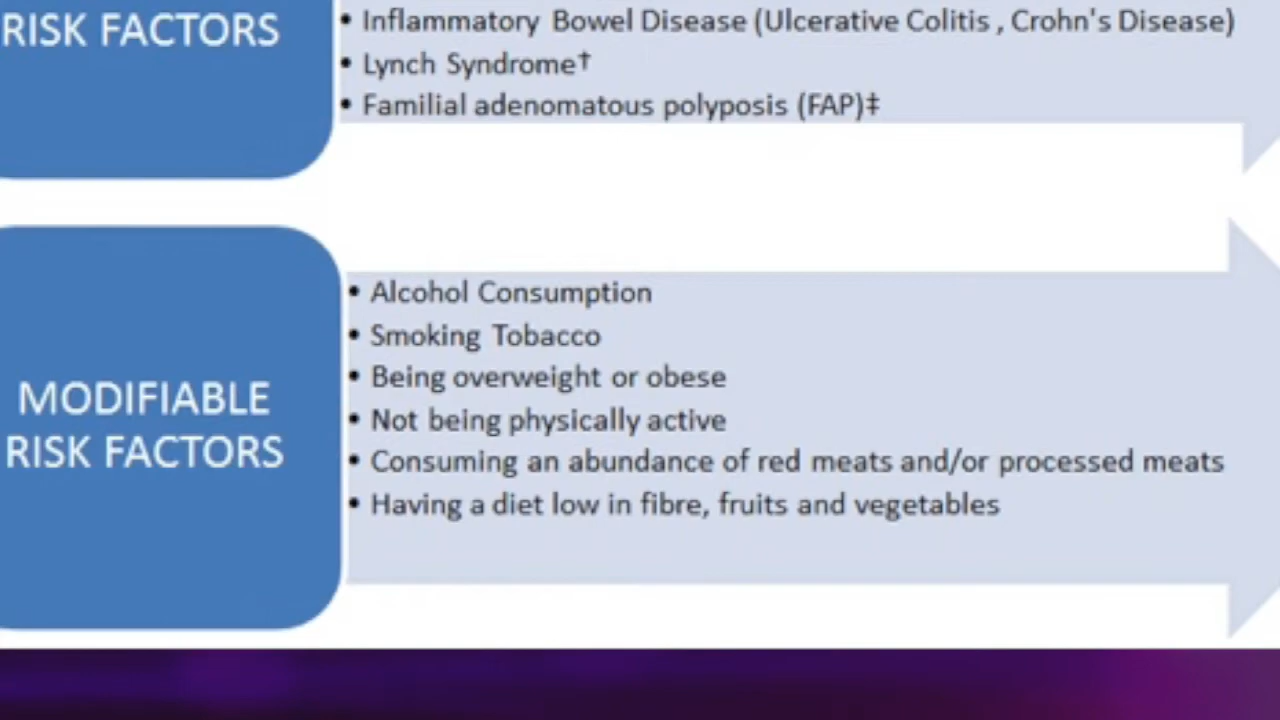 RISK FACTORS
• Inflammatory Bowel Disease (Ulcerative Colitis , Crohn's Disease)
• Lynch Syndrome†
• Familial adenomatous polyposis (FAP)‡
MODIFIABLE
RISK FACTORS
• Alcohol Consumption
• Smoking Tobacco
• Being overweight or obese
• Not being physically active
• Consuming an abundance of red meats and/or processed meats
• Having a diet low in fibre, fruits and vegetables